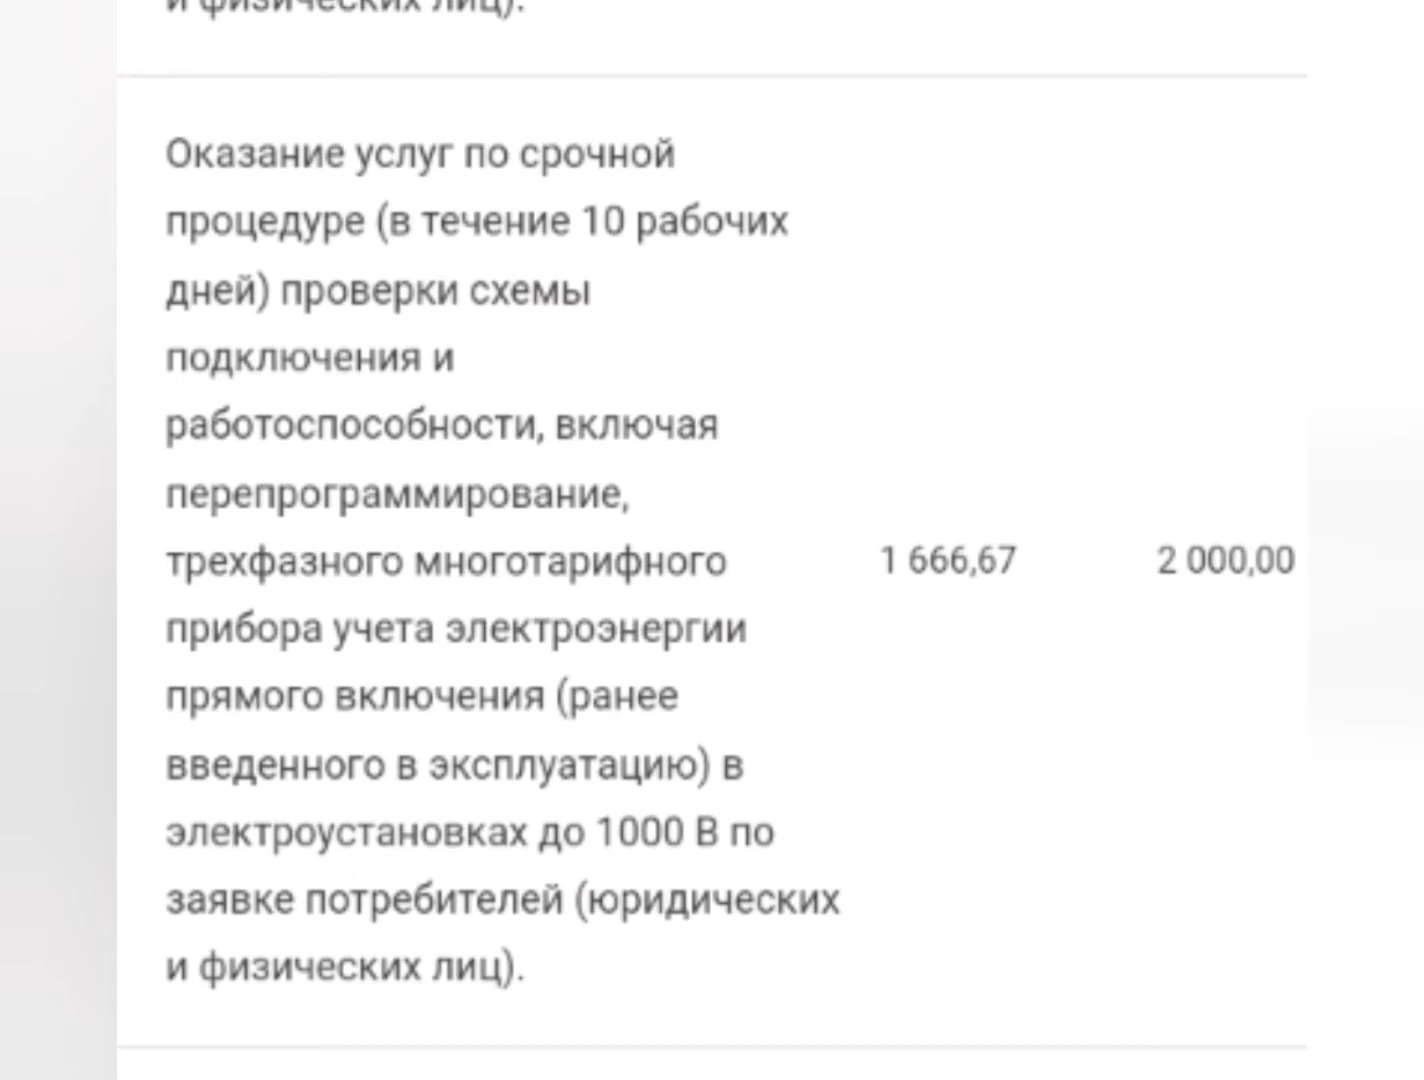 и физических лиц).
Оказание услуг по срочной
процедуре (в течение 10 рабочих
дней) проверки схемы
подключения и
работоспособности, включая
перепрограммирование,
трехфазного многотарифного 1 666,67 2 000,00
прибора учета электроэнергии
прямого включения (ранее
введенного в эксплуатацию) в
электроустановках до 1000 В по
заявке потребителей (юридических
и физических лиц).